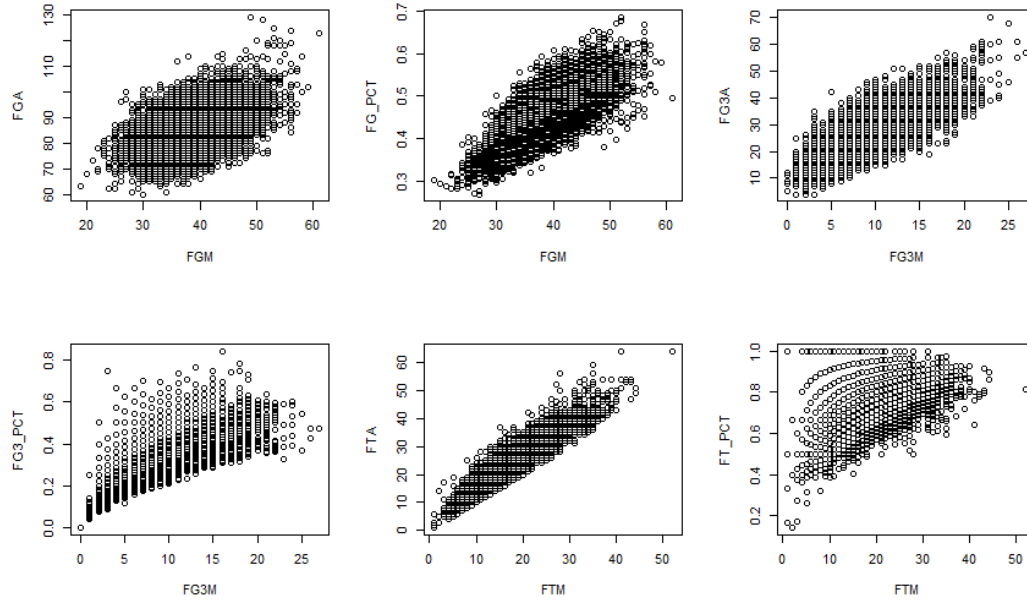 60 70 80 90 110 130
FGA
20 30 40 50 60
FGM
0.3 0.4 0.5 0.6 0.7
FG_PCT
20 30 40 50 60
FGM
10 20 30 40 50 60 70
FG3A
0 5 10 15 20 25
FG3M
0.0 0.2 0.4 0.6 0.8
FG3_PCT
0 5 10 15 20 25
FG3M
0 10 20 30 40 60
FTA
0 10 20 30 40 50
FTM
0.2 0.4 0.6 0.8 1.0
FT_PCT
0 10 20 30 40 50
FTM